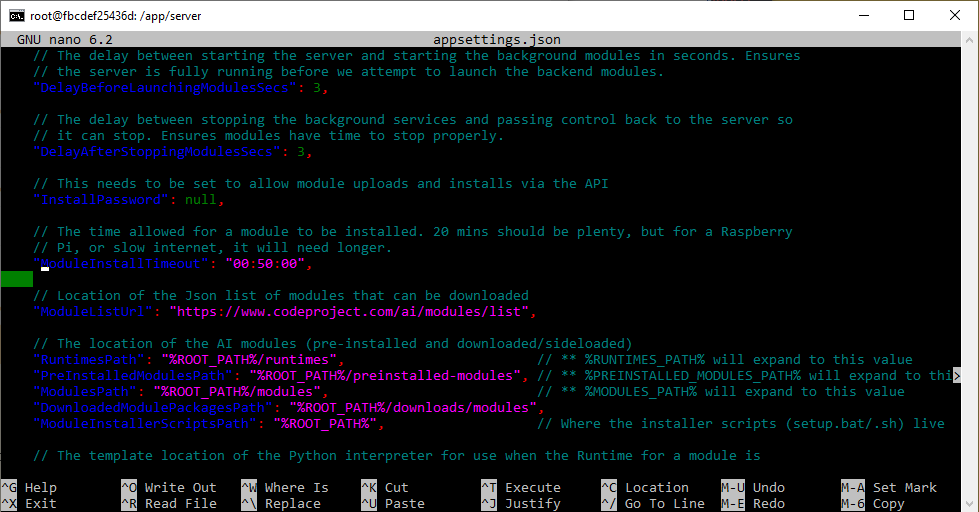 root@fbcdef25436d: /app/server
GNU nano 6.2 appsettings.json
// The delay between starting the server and starting the background modules in seconds. Ensures
// the server is fully running before we attempt to launch the backend modules.
"DelayBeforeLaunchingModulesSecs": 3,
// The delay between stopping the background services and passing control back to the server so
// it can stop. Ensures modules have time to stop properly.
"DelayAfterStoppingModulesSecs": 3,
// This needs to be set to allow module uploads and installs via the API
"InstallPassword": null,
// The time allowed for a module to be installed. 20 mins should be plenty, but for a Raspberry
// Pi, or slow internet, it will need longer.
"ModuleInstallTimeout": "00:50:00",
// Location of the Json list of modules that can be downloaded
"ModuleListUrl": "https://www.codeproject.com/ai/modules/list",
// The location of the AI modules (pre-installed and downloaded/sideloaded)
"RuntimesPath": "%ROOT_PATH%/runtimes", // ** %RUNTIMES_PATH% will expand to this value
"PreInstalledModulesPath": "%ROOT_PATH%/preinstalled-modules", // ** %PREINSTALLED_MODULES_PATH% will expand to thi>
"ModulesPath": "%ROOT_PATH%/modules", // ** %MODULES_PATH% will expand to this value
"DownloadedModulePackagesPath": "%ROOT_PATH%/downloads/modules",
"ModuleInstallerScriptsPath": "%ROOT_PATH%", // Where the installer scripts (setup.bat/.sh) live
// The template location of the Python interpreter for use when the Runtime for a module is
^G Help ^O Write Out ^W Where Is ^K Cut ^T Execute ^C Location M-U Undo M-A Set Mark
^X Exit ^R Read File ^\ Replace ^U Paste ^J Justify ^/ Go To Line M-E Redo M-6 Copy